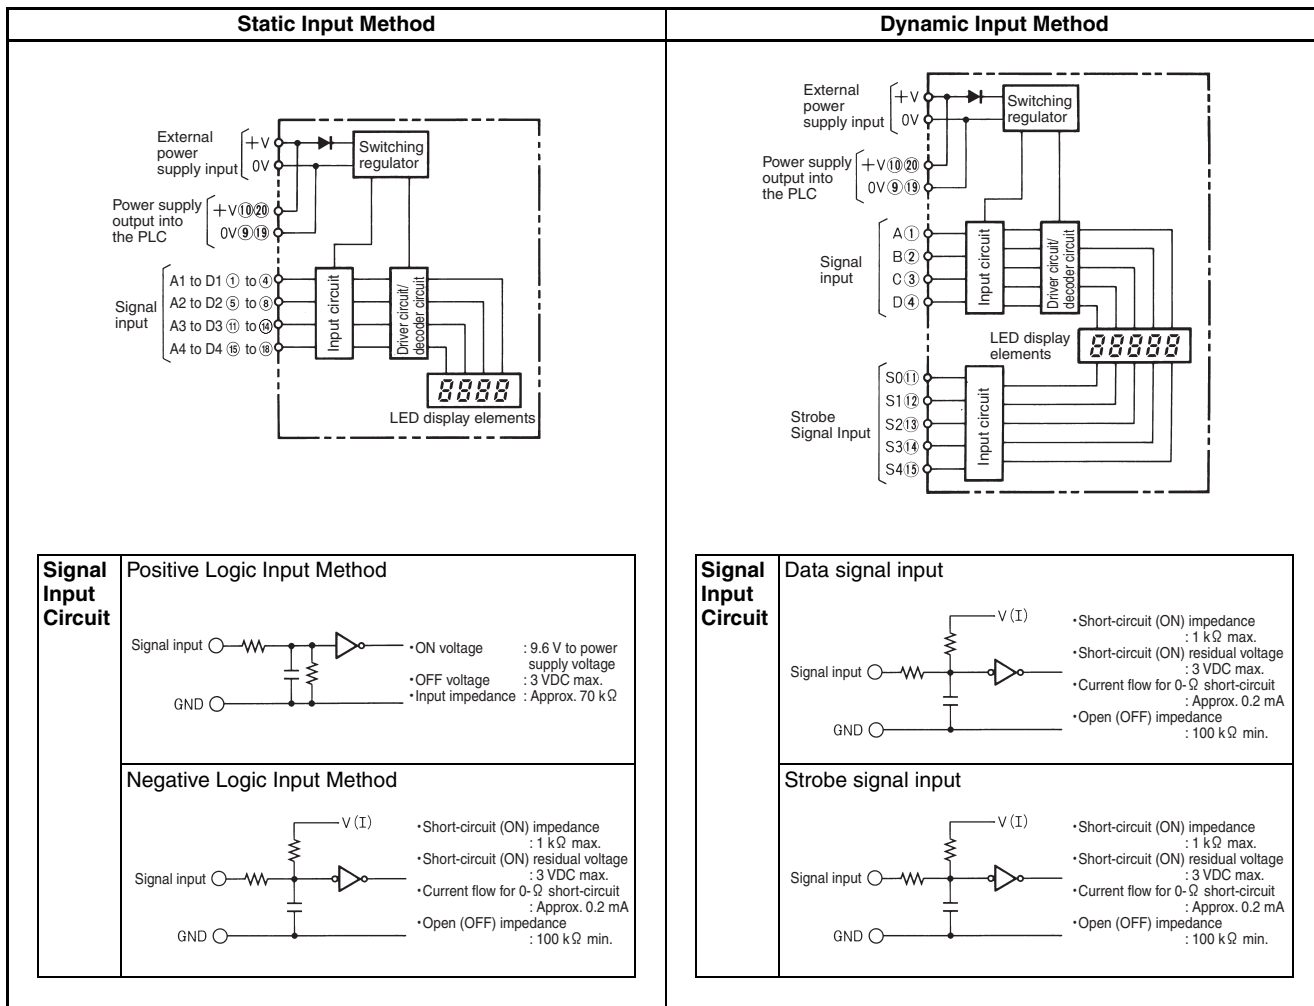 Static Input Method
External
power
supply input
+V
0V
Switching
regulator
Power supply
output into
the PLC
+V⑩⑳
0V⑨⑲
Signal
input
A1 to D1 ① to ④
A2 to D2 ⑤ to ⑧
A3 to D3 ⑪ to ⑭
A4 to D4 ⑮ to ⑱
Input circuit
Driver circuit/
decoder circuit
8888
LED display elements
Signal
Input
Circuit
Positive Logic Input Method
Signal input
GND
•ON voltage : 9.6 V to power
supply voltage
•OFF voltage : 3 VDC max.
•Input impedance : Approx. 70 kΩ
Negative Logic Input Method
V (I)
Signal input
GND
•Short-circuit (ON) impedance
: 1 kΩ max.
•Short-circuit (ON) residual voltage
: 3 VDC max.
•Current flow for 0-Ω short-circuit
: Approx. 0.2 mA
•Open (OFF) impedance
: 100 kΩ min.
Dynamic Input Method
External
power
supply input
+V
0V
Switching
regulator
Power supply
output into
the PLC
+V⑩⑳
0V⑨⑲
Signal
input
A①
B②
C③
D④
Input circuit
Driver circuit/
decoder circuit
LED display
elements
88888
Strobe
Signal Input
S0⑪
S1⑫
S2⑬
S3⑭
S4⑮
Input circuit
Signal
Input
Circuit
Data signal input
V (I)
Signal input
GND
•Short-circuit (ON) impedance
: 1 kΩ max.
•Short-circuit (ON) residual voltage
: 3 VDC max.
•Current flow for 0-Ω short-circuit
: Approx. 0.2 mA
•Open (OFF) impedance
: 100 kΩ min.
Strobe signal input
V (I)
Signal input
GND
•Short-circuit (ON) impedance
: 1 kΩ max.
•Short-circuit (ON) residual voltage
: 3 VDC max.
•Current flow for 0-Ω short-circuit
: Approx. 0.2 mA
•Open (OFF) impedance
: 100 kΩ min.